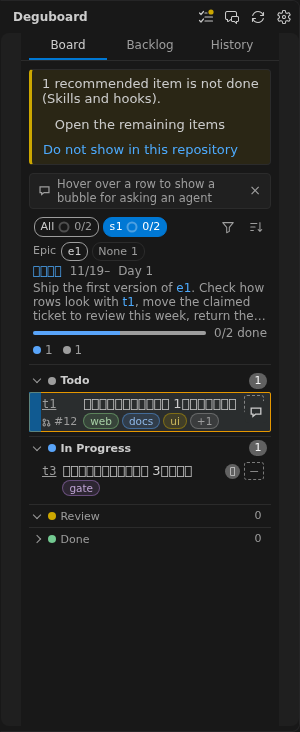 Deguboard
Board Backlog History
1 recommended item is not done
(Skills and hooks).
Open the remaining items
Do not show in this repository
Hover over a row to show a
bubble for asking an agent
All 0/2 s1 0/2
Epic e1 None 1
11/19– Day 1
Ship the first version of e1. Check how
rows look with t1, move the claimed
ticket to review this week, return the…
0/2 done
1 1
Todo 1
t1 1
#12 web docs ui +1
In Progress 1
t3 3
gate
Review 0
Done 0